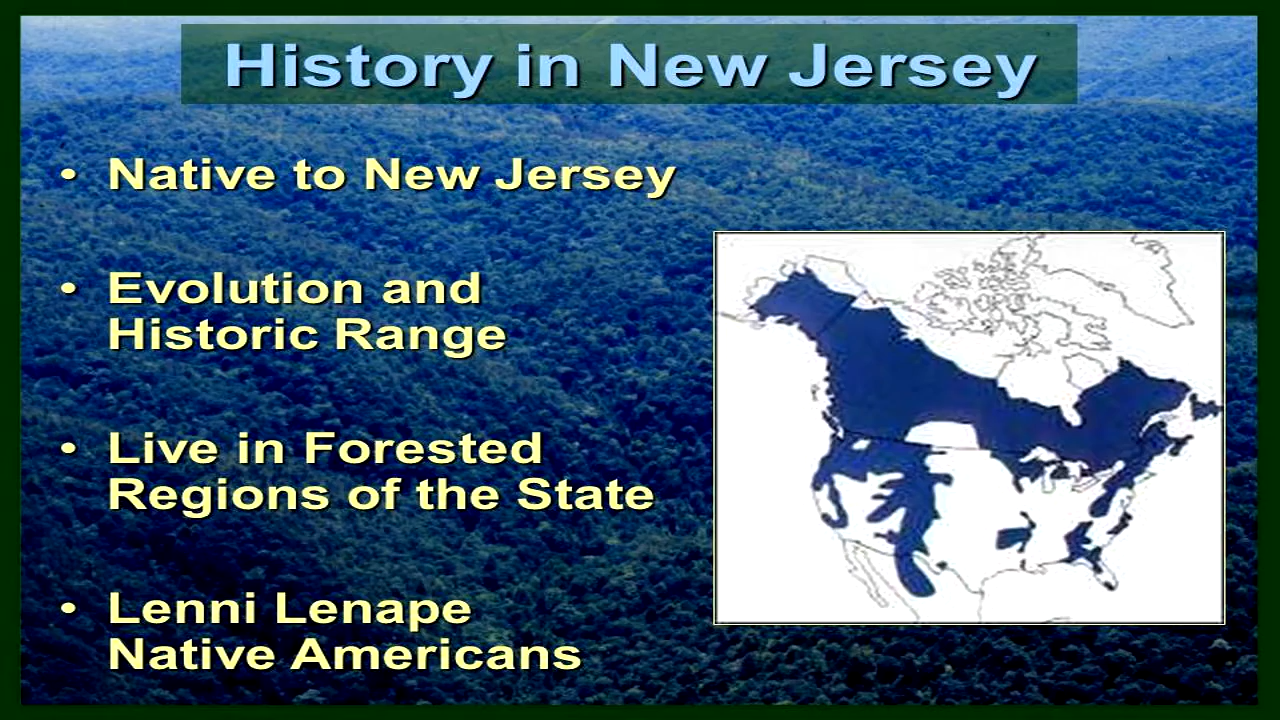 History in New Jersey
• Native to New Jersey
• Evolution and
Historic Range
• Live in Forested
Regions of the State
• Lenni Lenape
Native Americans